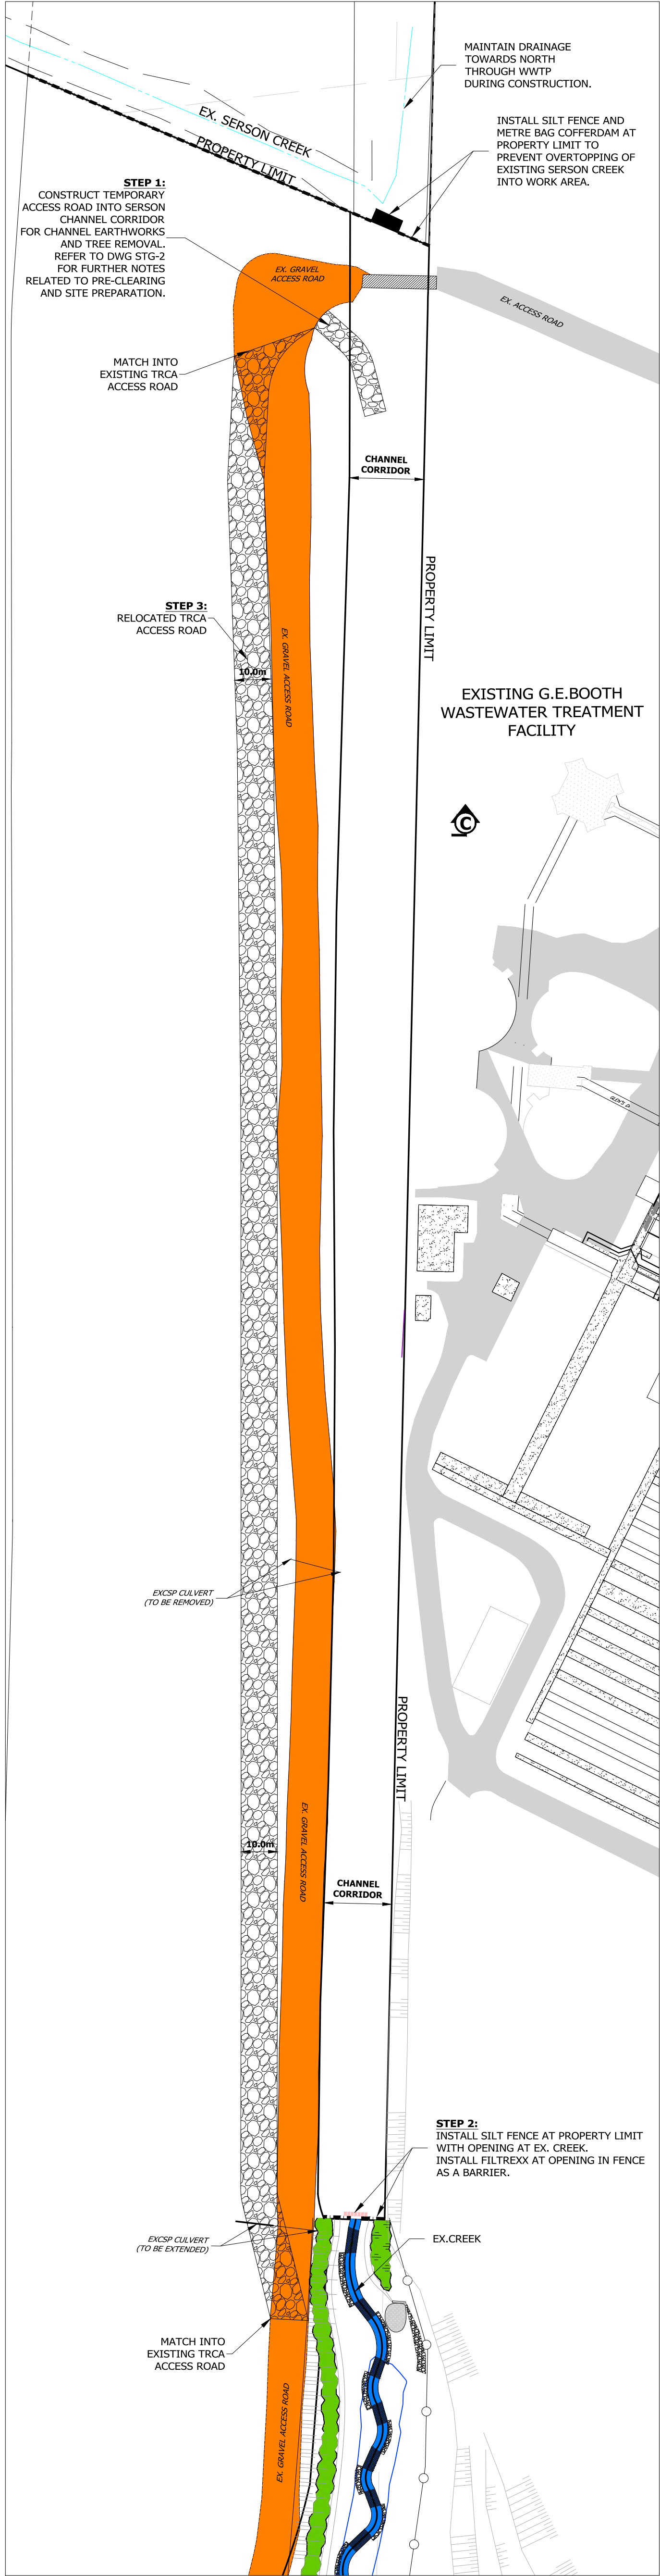 MAINTAIN DRAINAGE
TOWARDS NORTH
THROUGH WWTP
DURING CONSTRUCTION.
INSTALL SILT FENCE AND
METRE BAG COFFERDAM AT
PROPERTY LIMIT TO
PREVENT OVERTOPPING OF
EXISTING SERSON CREEK
INTO WORK AREA.
EX. SERSON CREEK
PROPERTY LIMIT
STEP 1:
CONSTRUCT TEMPORARY
ACCESS ROAD INTO SERSON
CHANNEL CORRIDOR
FOR CHANNEL EARTHWORKS
AND TREE REMOVAL.
REFER TO DWG STG-2
FOR FURTHER NOTES
RELATED TO PRE-CLEARING
AND SITE PREPARATION.
EX. GRAVEL
ACCESS ROAD
EX. ACCESS ROAD
MATCH INTO
EXISTING TRCA
ACCESS ROAD
CHANNEL
CORRIDOR
PROPERTY LIMIT
STEP 3:
RELOCATED TRCA
ACCESS ROAD
10.0m
EX. GRAVEL ACCESS ROAD
EXISTING G.E.BOOTH
WASTEWATER TREATMENT
FACILITY
C
EXCSP CULVERT
(TO BE REMOVED)
PROPERTY LIMIT
EX. GRAVEL ACCESS ROAD
10.0m
CHANNEL
CORRIDOR
STEP 2:
INSTALL SILT FENCE AT PROPERTY LIMIT
WITH OPENING AT EX. CREEK.
INSTALL FILTREXX AT OPENING IN FENCE
AS A BARRIER.
EXCSP CULVERT
(TO BE EXTENDED)
EX.CREEK
MATCH INTO
EXISTING TRCA
ACCESS ROAD
EX. GRAVEL ACCESS ROAD